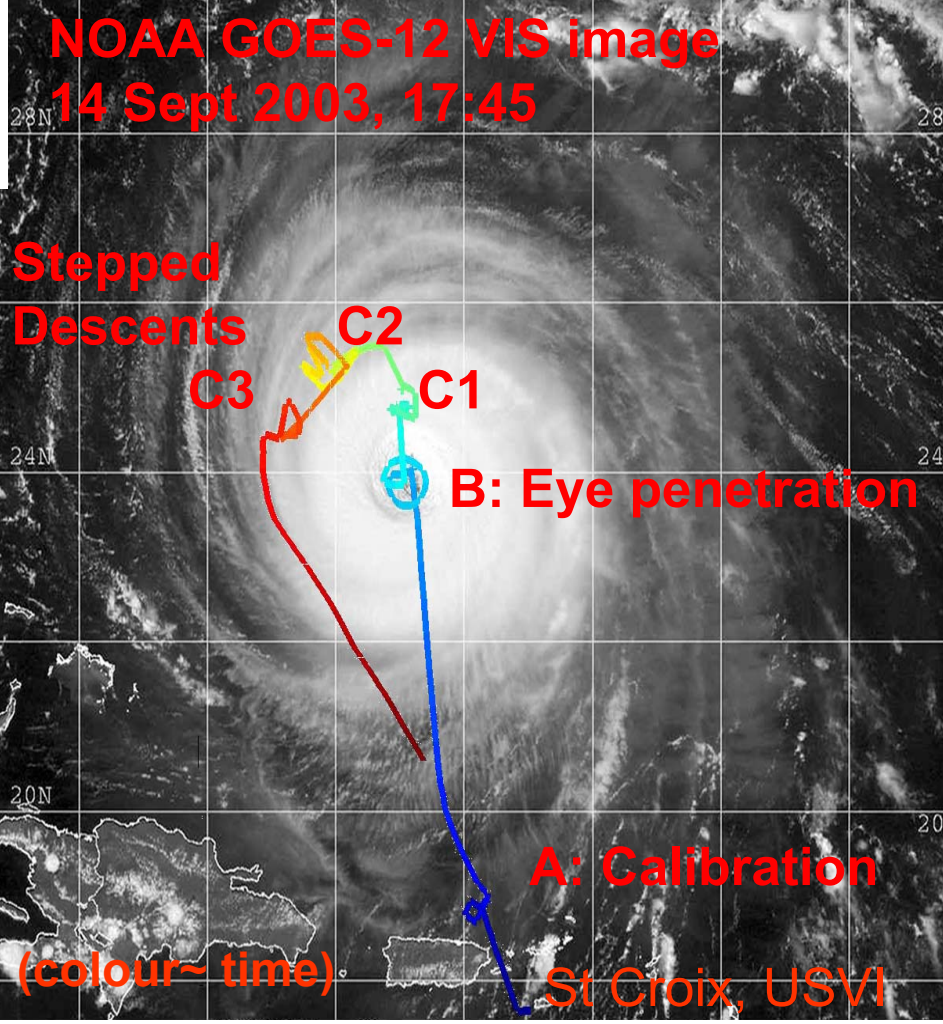 NOAA GOES-12 VIS image
14 Sept 2003, 17:45
28N
28
Stepped
Descents
C2
C3
C1
24N
24
B: Eye penetration
20N
20
A: Calibration
(colour~ time)
St Croix, USVI